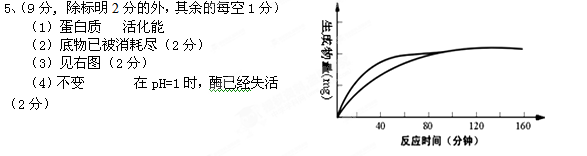 5、(9分, 除标明2分的外,其余的每空1分)
(1)蛋白质 活化能
(2)底物已被消耗尽(2分)
(3)见右图(2分)
(4)不变 在pH=1时,酶已经失活
(2分)
生成物量(mg)
40 80 120 160
反应时间(分钟)